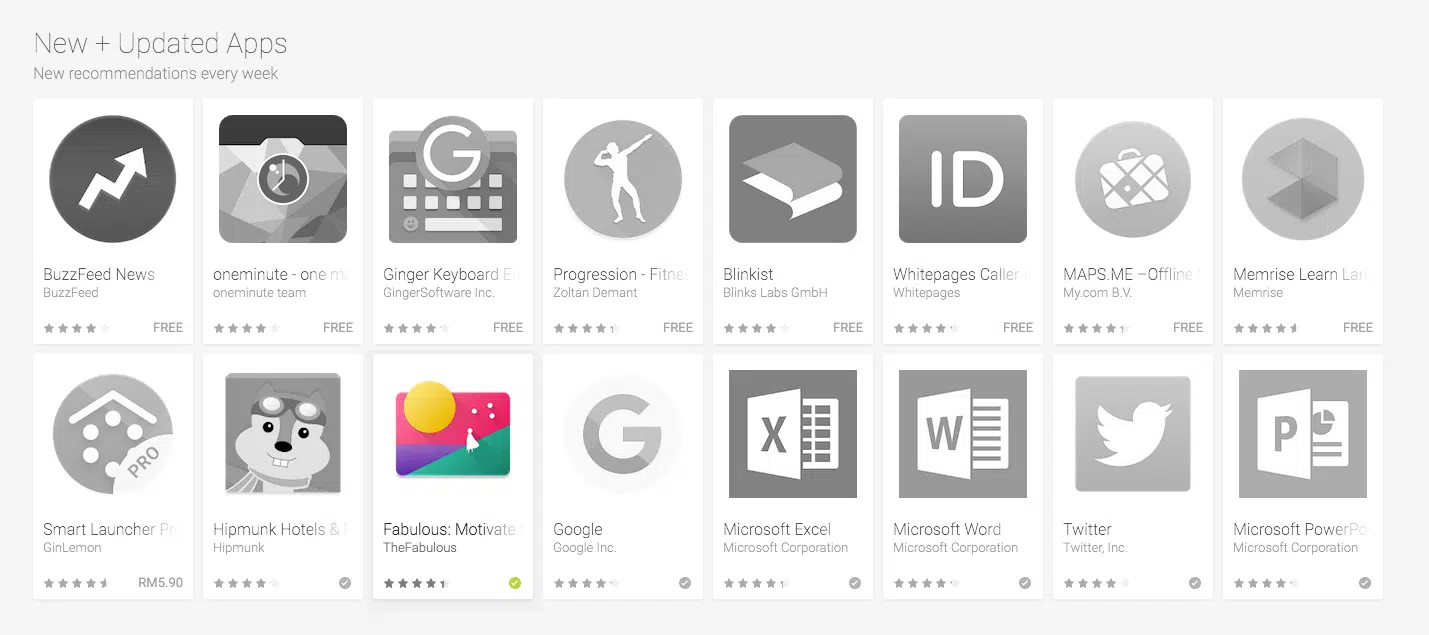 New + Updated Apps
New recommendations every week
BuzzFeed News
BuzzFeed
FREE
oneminute - one
oneminute team
FREE
G
Ginger Keyboard
GingerSoftware Inc.
FREE
Progression - Fitne
Zoltan Demant
FREE
Blinkist
Blinks Labs GmbH
FREE
ID
Whitepages Caller
Whitepages
FREE
MAPS.ME –Offline
My.com B.V.
FREE
Memrise Learn Lan
Memrise
FREE
PRO
Smart Launcher Pr
GinLemon
RM5.90
Hipmunk Hotels &
Hipmunk
Fabulous: Motivate
TheFabulous
G
Google
Google Inc.
X
Microsoft Excel
Microsoft Corporation
W
Microsoft Word
Microsoft Corporation
Twitter
Twitter, Inc.
P
Microsoft PowerPo
Microsoft Corporation